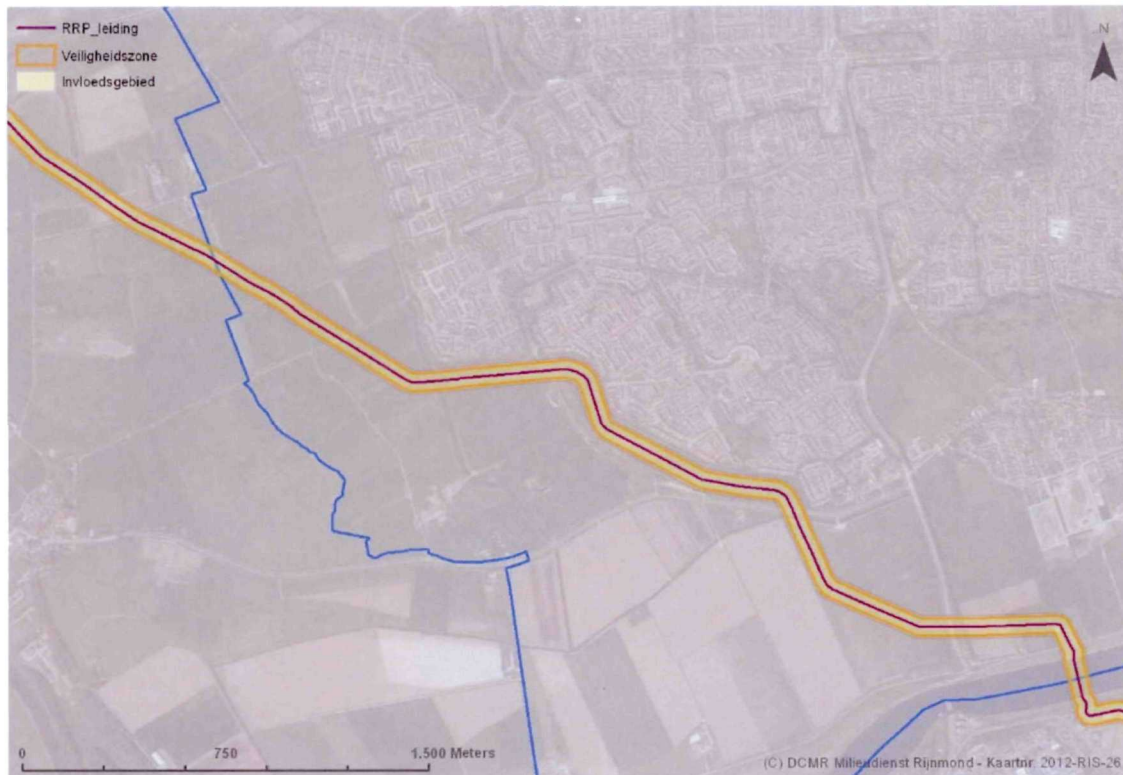 RRP_leiding
Veiligheidszone
Invloedsgebied
N
0 750 1.500 Meters
(C) DCMR Milieudienst Rijnmond - Kaartnr. 2012-RIS-26